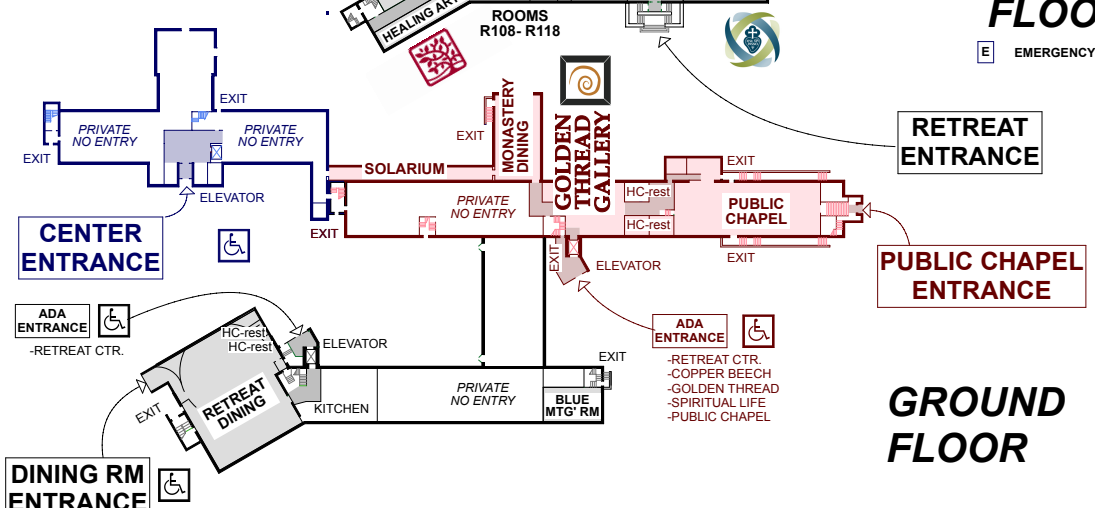 FLOO
E EMERGENCY
HEALING ART
ROOMS
R108- R118
RETREAT
ENTRANCE
EXIT
PRIVATE
NO ENTRY
PRIVATE
NO ENTRY
EXIT
ELEVATOR
CENTER
ENTRANCE
EXIT
MONASTERY
DINING
GOLDEN
THREAD
GALLERY
SOLARIUM
PRIVATE
NO ENTRY
EXIT
HC-rest
HC-rest
EXIT
PUBLIC
CHAPEL
EXIT
PUBLIC CHAPEL
ENTRANCE
EXIT
ELEVATOR
ADA
ENTRANCE
-RETREAT CTR.
-COPPER BEECH
-GOLDEN THREAD
-SPIRITUAL LIFE
-PUBLIC CHAPEL
ADA
ENTRANCE
-RETREAT CTR.
HC-rest
HC-rest
ELEVATOR
RETREAT
DINING
EXIT
KITCHEN
PRIVATE
NO ENTRY
BLUE
MTG' RM
EXIT
DINING RM
ENTRANCE
GROUND
FLOOR